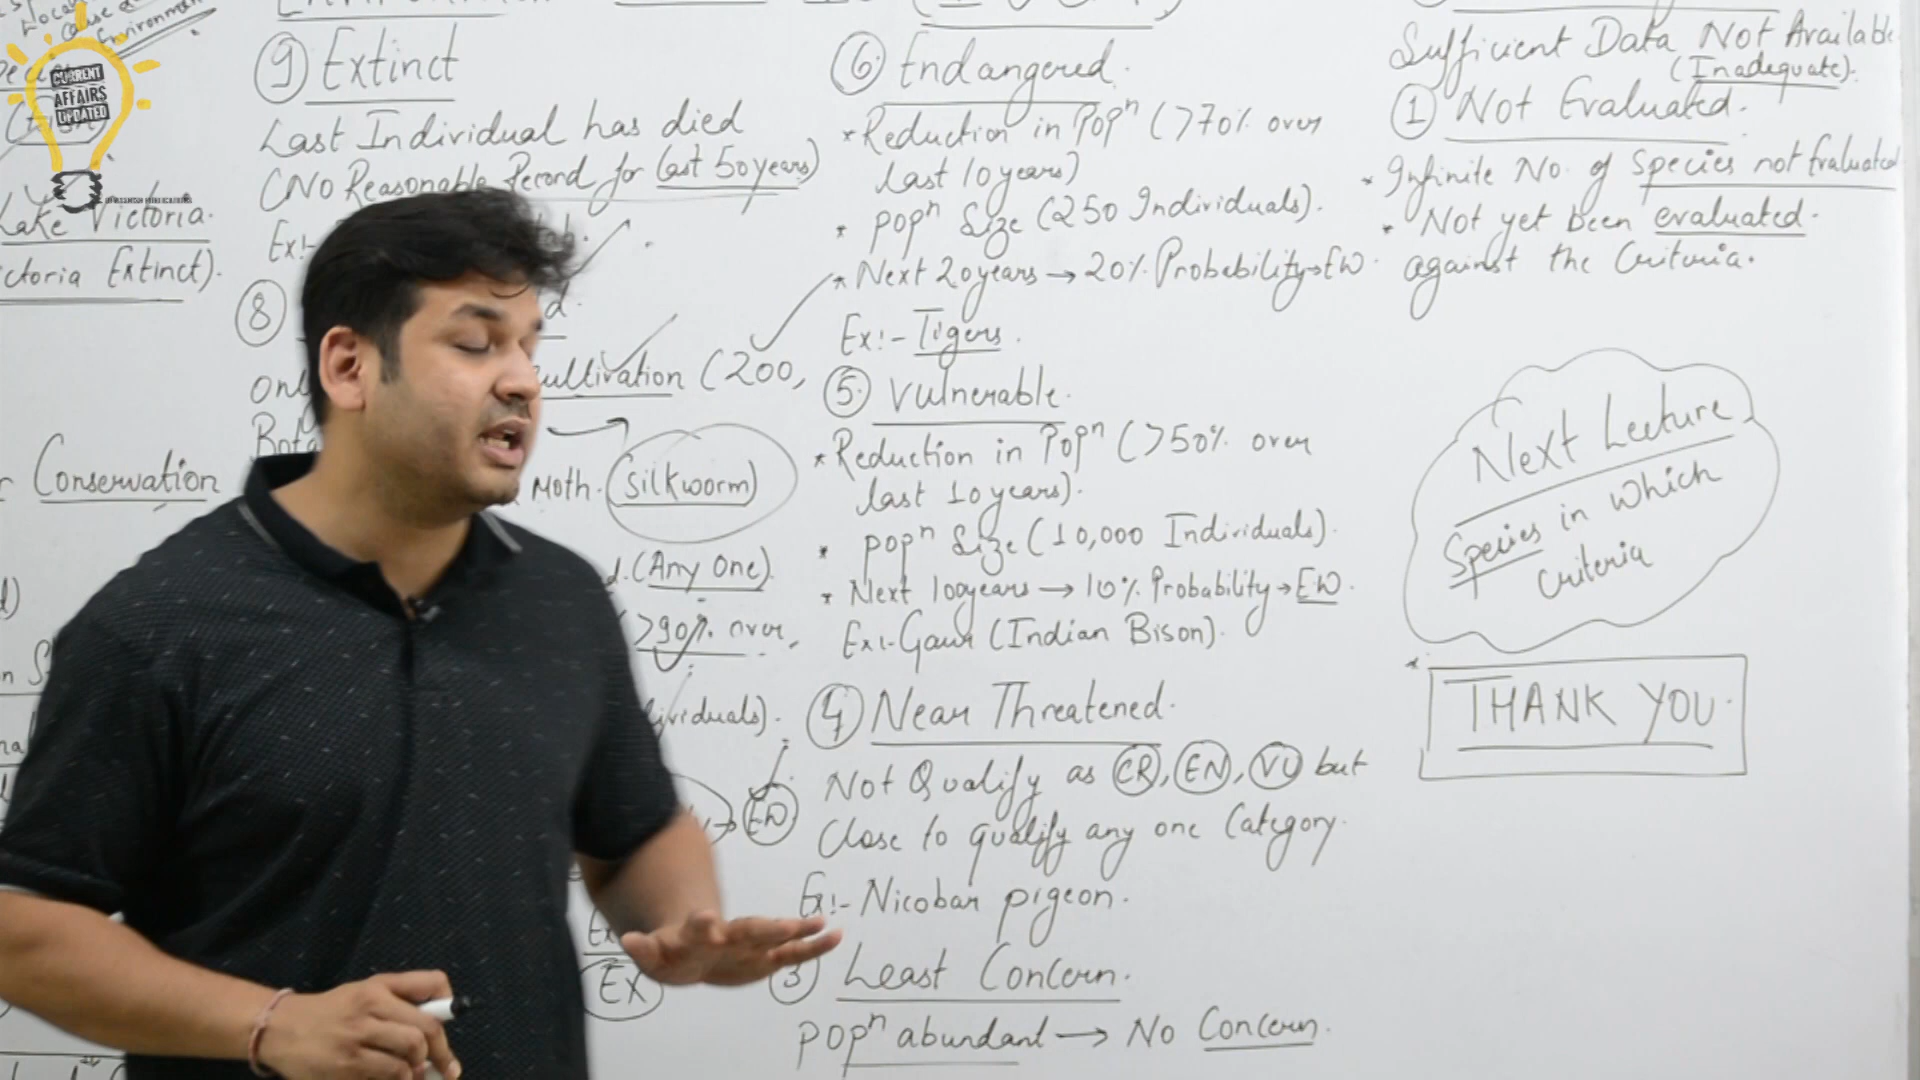 Environment
CURRENT
AFFAIRS
UPDATED
Lake Victoria.
Victoria Extinct).
Conservation
⑨ Extinct
Last Individual has died
(No Reasonable Record for last 50 years)
Ex:-
⑧
cultivation (200,
Moth. (Silkworm)
(Any One).
>90% over,
EW
EX
⑥ Endangered.
* Reduction in Popⁿ (>70% over
last 10 years)
* Popⁿ Size (250 Individuals).
* Next 20 years → 20% Probability → EW.
Ex:- Tigers.
⑤ Vulnerable.
* Reduction in Popⁿ (>50% over
last 10 years).
* Popⁿ Size (10,000 Individuals).
* Next 100 years → 10% Probability → EW.
Ex:- Gaur (Indian Bison).
④ Near Threatened.
Not Qualify as CR, EN, VU but
Close to qualify any one Category.
Ex:- Nicobar pigeon.
③ Least Concern.
Popⁿ abundant → No Concern.
Sufficient Data Not Available
(Inadequate).
① Not Evaluated.
* Infinite No. of Species not Evaluated
* Not yet been evaluated.
against the Criteria.
Next Lecture
Species in which
Criteria
* THANK YOU.